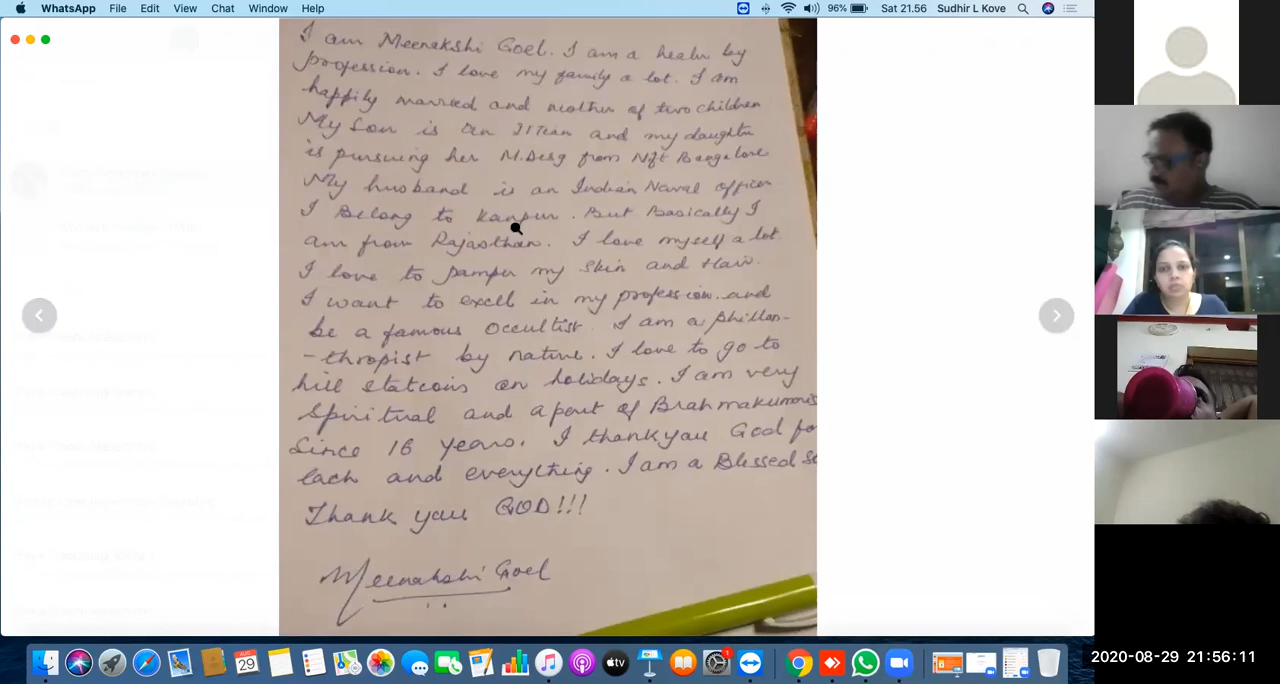 WhatsApp File Edit View Chat Window Help 96% Sat 21.56 Sudhir L Kove
I am Meenakshi Goel. I am a healer by
profession. I love my family a lot. I am
happily married and mother of two children
My Son is an IITian and my daughter
is pursuing her M.Desg from Nift Bangalore
My husband is an Indian Naval officer
I Belong to Kanpur. But Basically I
am from Rajasthan. I love myself a lot.
I love to pamper my skin and Hair.
I want to excell in my profession and
be a famous occultist. I am a phillan-
-thropist by nature. I love to go to
hill on holidays. I am very
spiritual and a part of Brahmakumaris
Since 16 years. I thank you God for
each and everything. I am a Blessed
Thank you GOD!!!
Meenakshi Goel
AUG
29
tv
1
2020-08-29 21:56:11